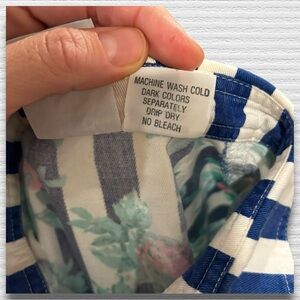 MACHINE WASH COLD
DARK COLORS
SEPARATELY
DRIP DRY
NO BLEACH